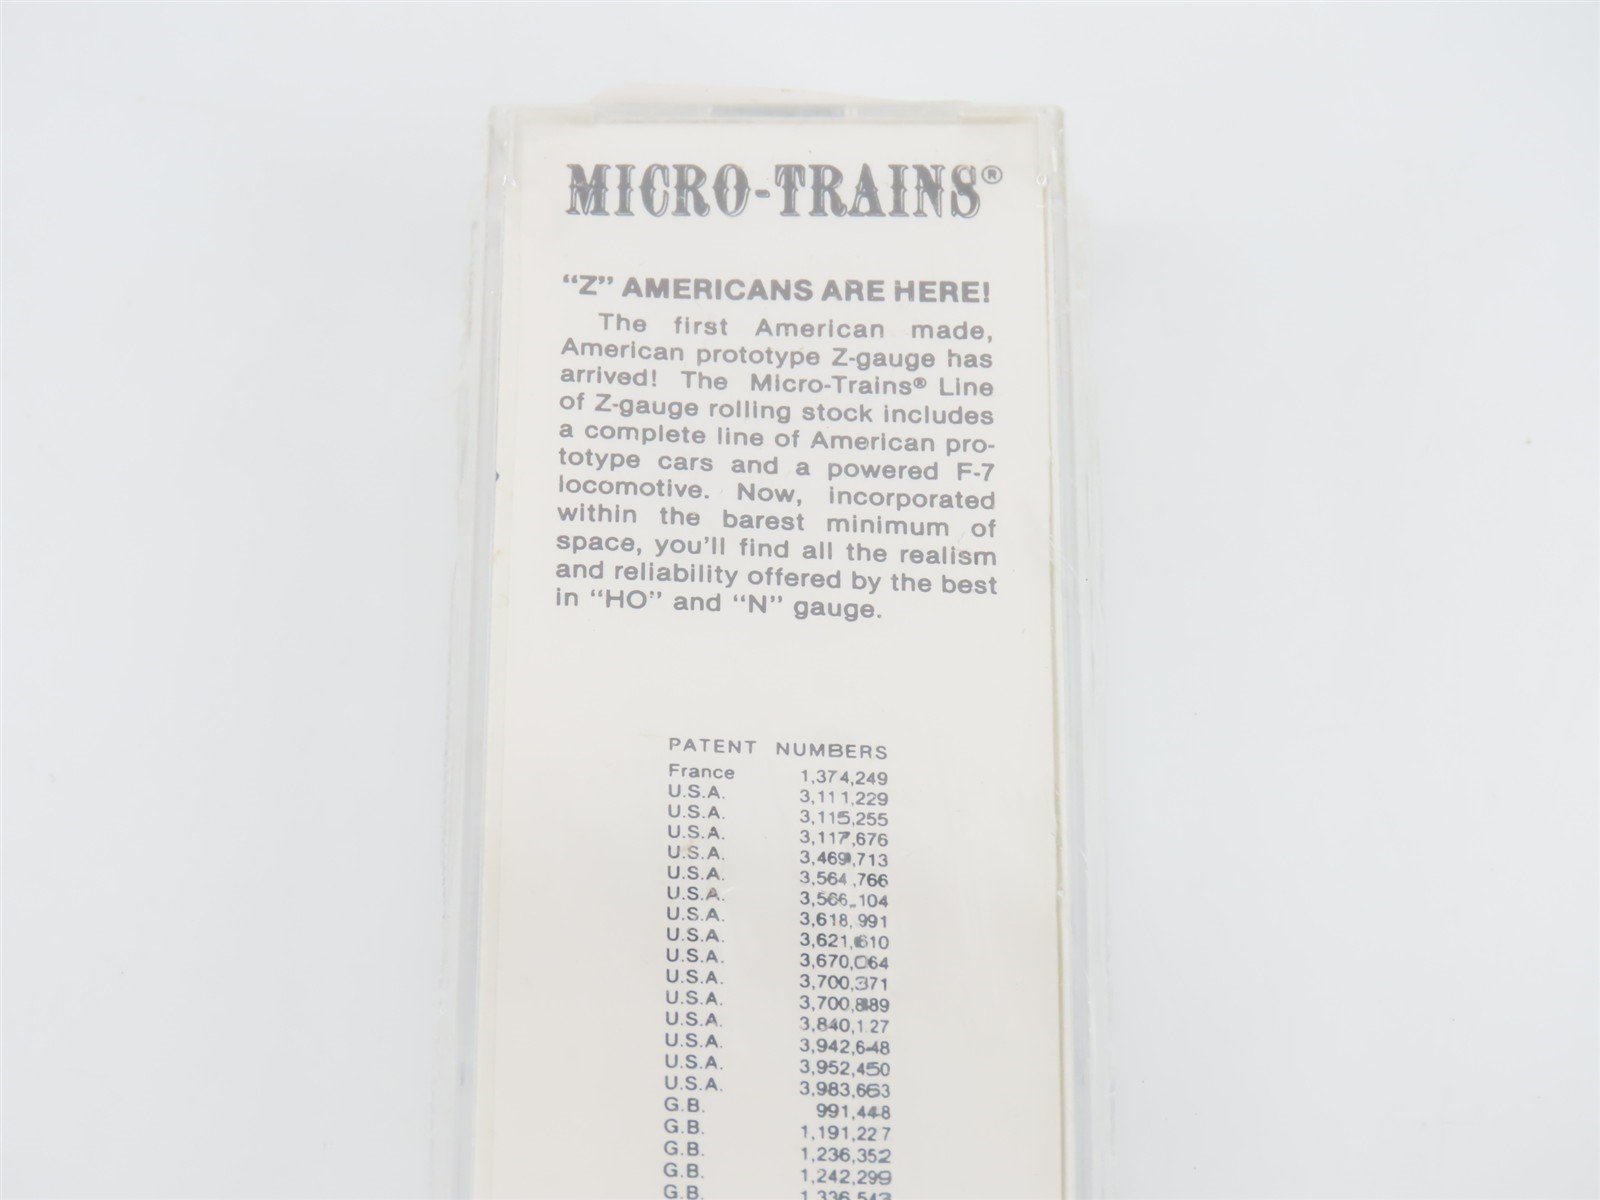 MICRO-TRAINS®
“Z” AMERICANS ARE HERE!
The first American made,
American prototype Z-gauge has
arrived! The Micro-Trains® Line
of Z-gauge rolling stock includes
a complete line of American pro-
totype cars and a powered F-7
locomotive. Now, incorporated
within the barest minimum of
space, you'll find all the realism
and reliability offered by the best
in “HO” and “N” gauge.
PATENT NUMBERS
France 1,374,249
U.S.A. 3,111,229
U.S.A. 3,115,255
U.S.A. 3,117,676
U.S.A. 3,469,713
U.S.A. 3,564,766
U.S.A. 3,566,104
U.S.A. 3,618,991
U.S.A. 3,621,610
U.S.A. 3,670,064
U.S.A. 3,700,371
U.S.A. 3,700,889
U.S.A. 3,840,127
U.S.A. 3,942,648
U.S.A. 3,952,450
U.S.A. 3,983,663
G.B. 991,448
G.B. 1,191,227
G.B. 1,236,352
G.B. 1,242,299
G.B.